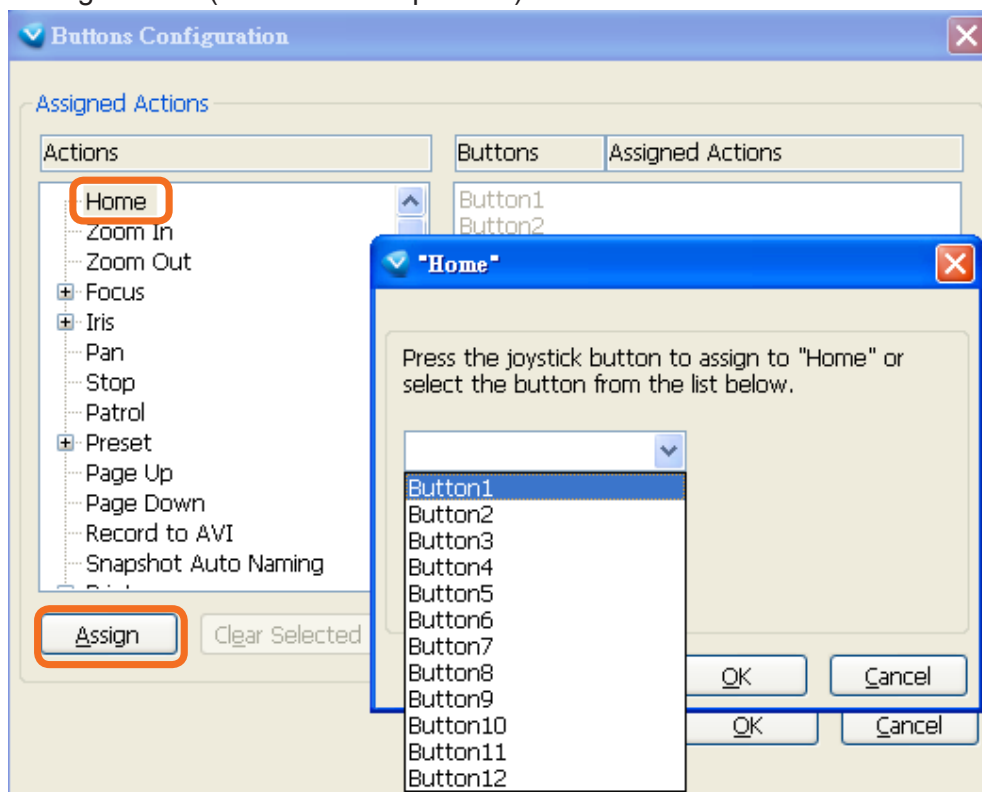 Buttons Configuration
Assigned Actions
Actions
Buttons
Assigned Actions
Home
Zoom In
Zoom Out
Focus
Iris
Pan
Stop
Patrol
Preset
Page Up
Page Down
Record to AVI
Snapshot Auto Naming
Button1
Button2
"Home"
Press the joystick button to assign to "Home" or
select the button from the list below.
Button1
Button2
Button3
Button4
Button5
Button6
Button7
Button8
Button9
Button10
Button11
Button12
OK
Cancel
Assign
Clear Selected
OK
Cancel